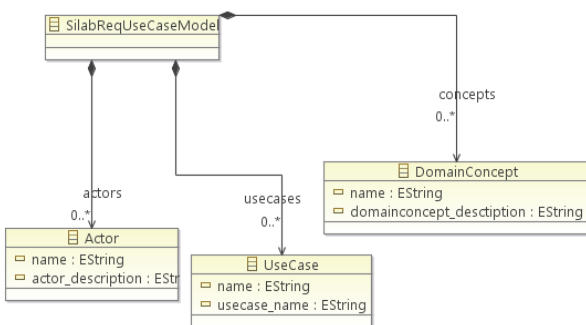 SilabReqUseCaseModel
concepts
0..*
DomainConcept
name : EString
domainconcept_desctiption : EString
actors
0..*
usecases
0..*
Actor
name : EString
actor_description : EStr
UseCase
name : EString
usecase_name : EString